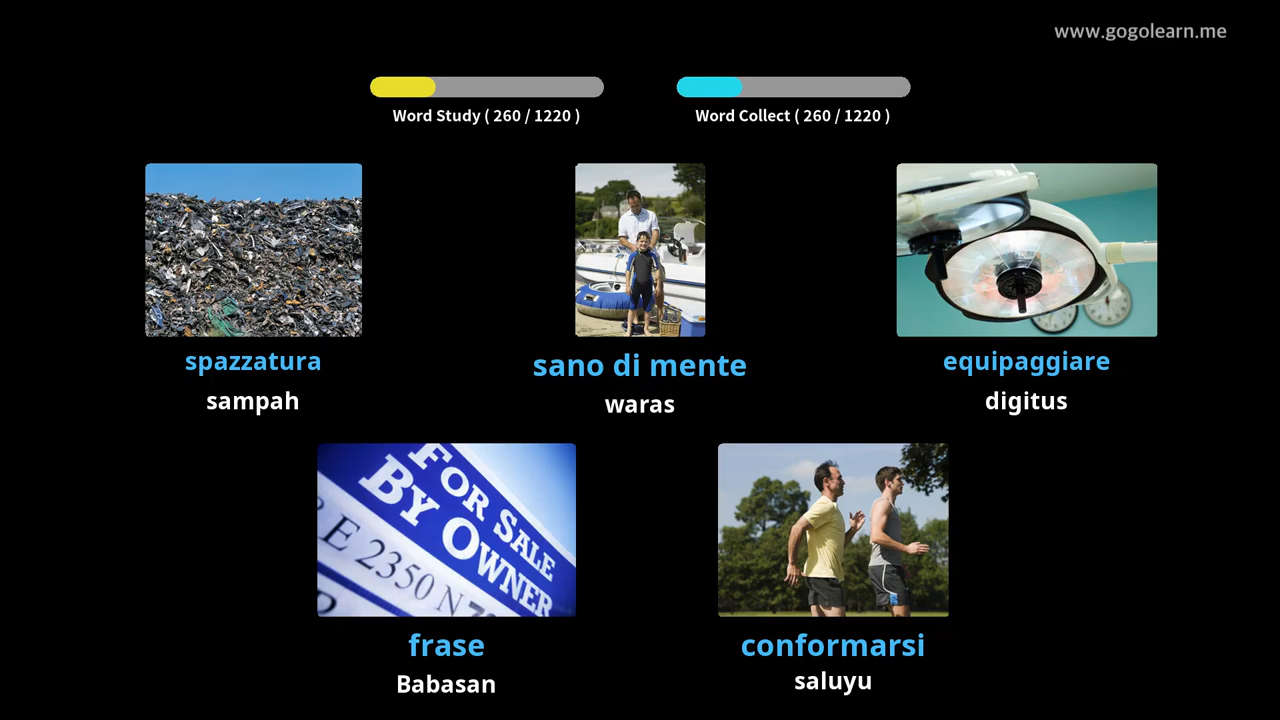 www.gogolearn.me
Word Study ( 260 / 1220 )
Word Collect ( 260 / 1220 )
spazzatura
sampah
sano di mente
waras
equipaggiare
digitus
FOR SALE
BY OWNER
E 2350 N
frase
Babasan
conformarsi
saluyu